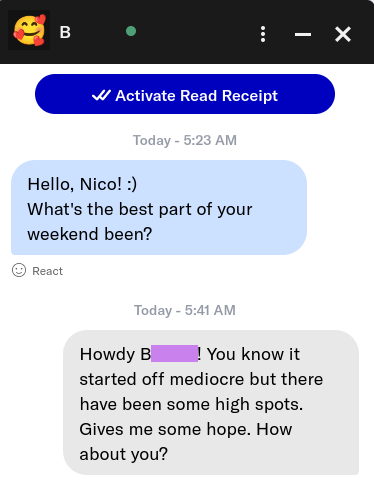 B
Activate Read Receipt
Today - 5:23 AM
Hello, Nico! :)
What's the best part of your
weekend been?
React
Today - 5:41 AM
Howdy B! You know it
started off mediocre but there
have been some high spots.
Gives me some hope. How
about you?